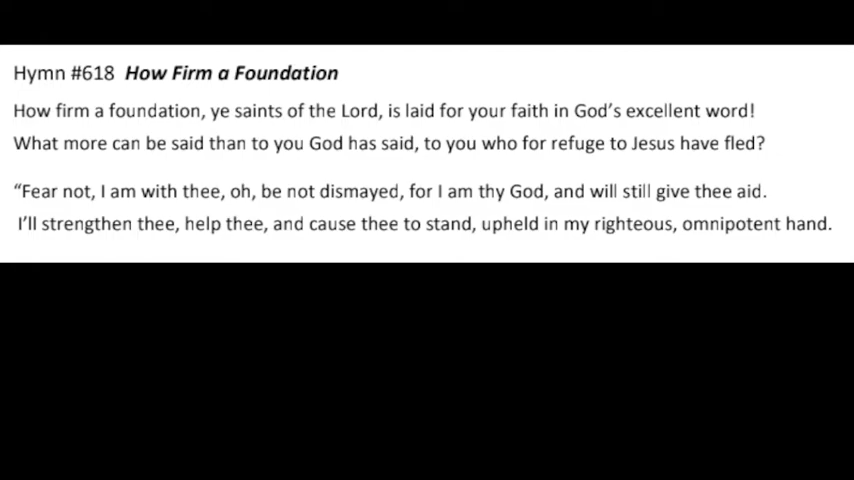 Hymn #618 How Firm a Foundation
How firm a foundation, ye saints of the Lord, is laid for your faith in God’s excellent word!
What more can be said than to you God has said, to you who for refuge to Jesus have fled?
“Fear not, I am with thee, oh, be not dismayed, for I am thy God, and will still give thee aid.
I’ll strengthen thee, help thee, and cause thee to stand, upheld in my righteous, omnipotent hand.